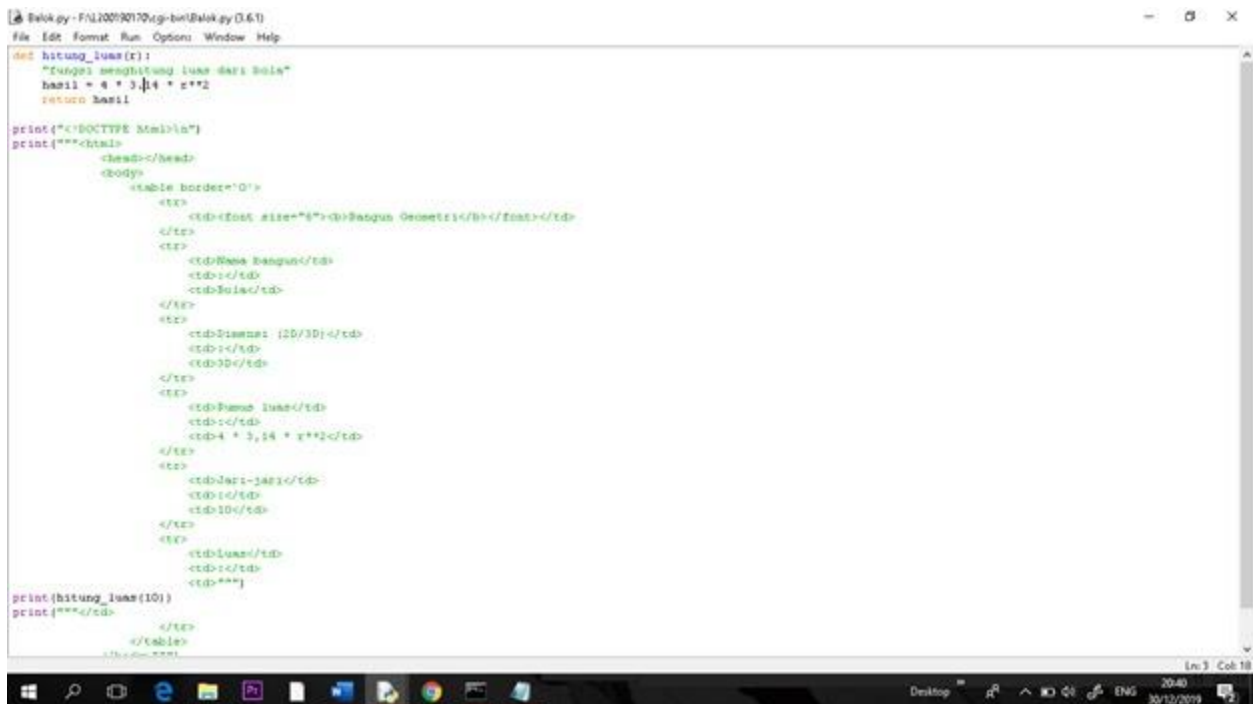 Balok.py - F:\L200190170\cgi-bin\Balok.py (3.6.1)
File Edit Format Run Options Window Help
def hitung_luas(r):
"fungsi menghitung luas dari bola"
hasil = 4 * 3.14 * r**2
return hasil
print("<!DOCTYPE html>\n")
print("""<html>
<head></head>
<body>
<table border='0'>
<tr>
<td><font size="6"><b>Bangun Geometri</b></font></td>
</tr>
<tr>
<td>Nama bangun</td>
<td>:</td>
<td>Bola</td>
</tr>
<tr>
<td>Dimensi (2D/3D)</td>
<td>:</td>
<td>3D</td>
</tr>
<tr>
<td>Rumus luas</td>
<td>:</td>
<td>4 * 3,14 * r**2</td>
</tr>
<tr>
<td>Jari-jari</td>
<td>:</td>
<td>10</td>
</tr>
<tr>
<td>Luas</td>
<td>:</td>
<td>""")
print(hitung_luas(10))
print("""</td>
</tr>
</table>
Ln: 3 Col: 18
Pr
Desktop
ENG
20:40
30/12/2019